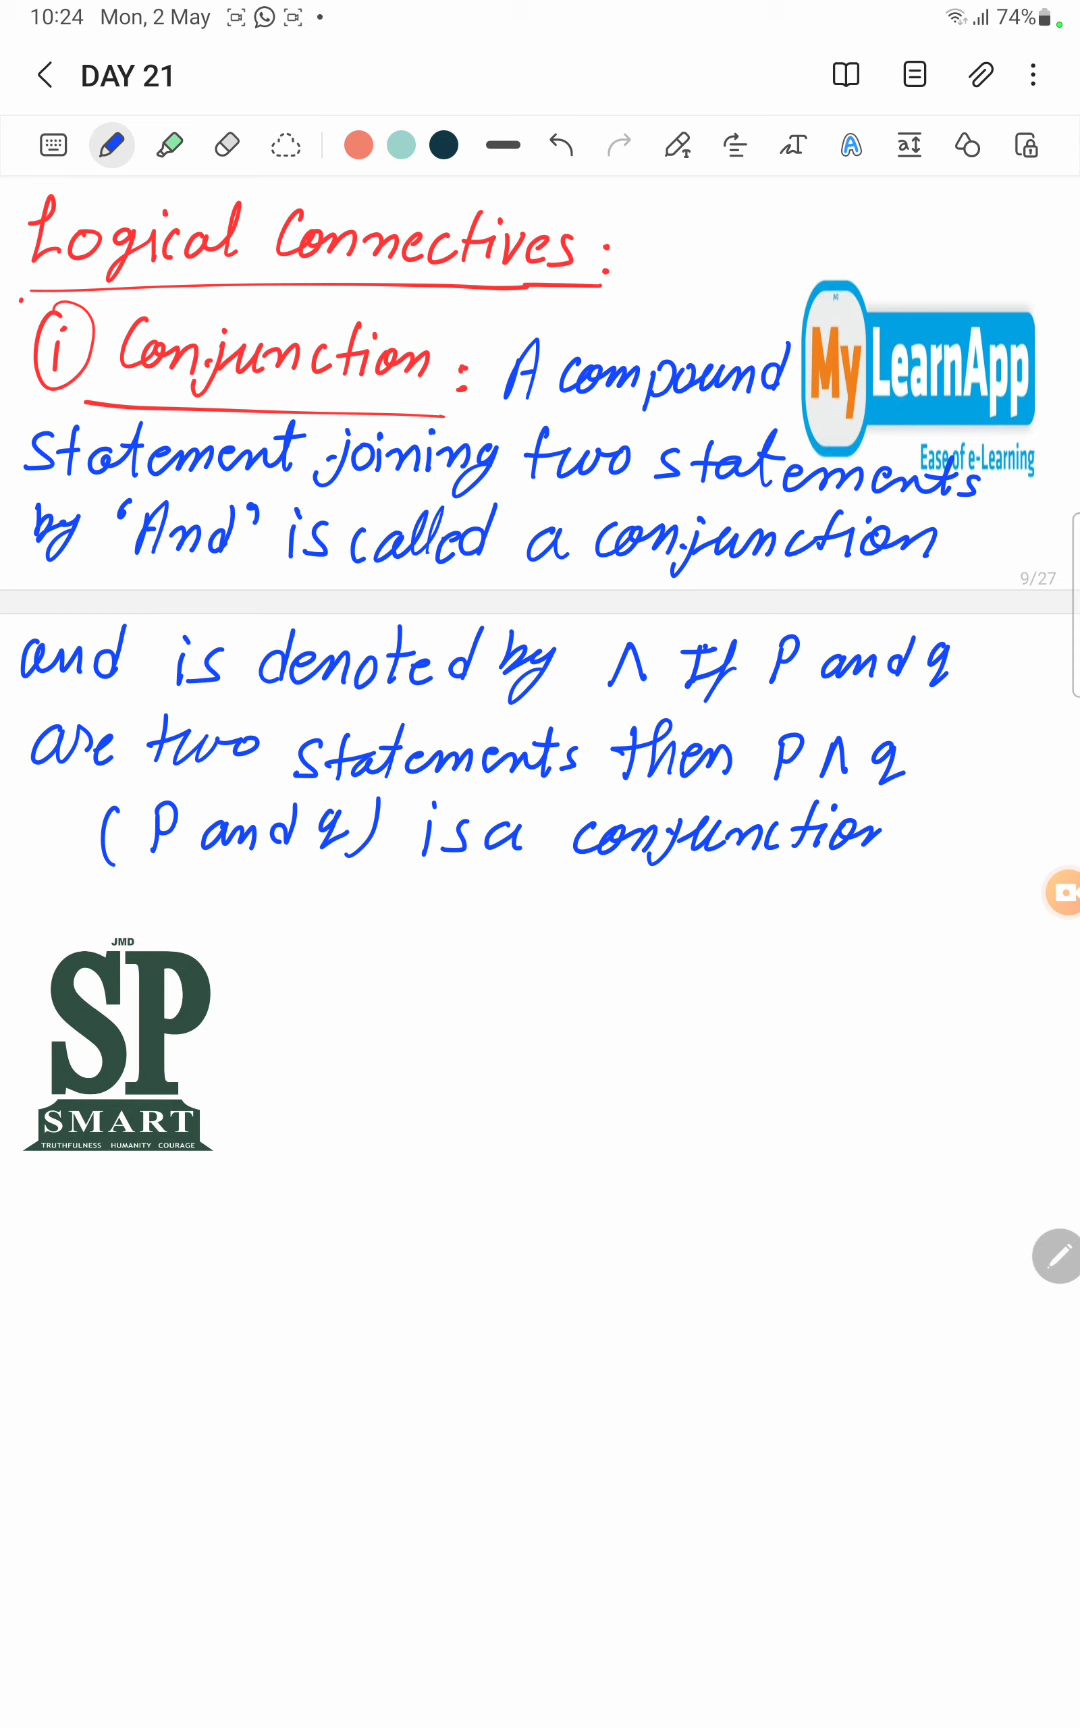 10:24 Mon, 2 May
74%
DAY 21
Logical Connectives :
(i) Conjunction : A compound
My LearnApp
Statement joining two statements
Ease of e-Learning
by 'And' is called a conjunction
9/27
and is denoted by ∧ If P and q
are two statements then P ∧ q
(P and q) is a conjunction
JMD
SP
SMART
TRUTHFULNESS HUMANITY COURAGE